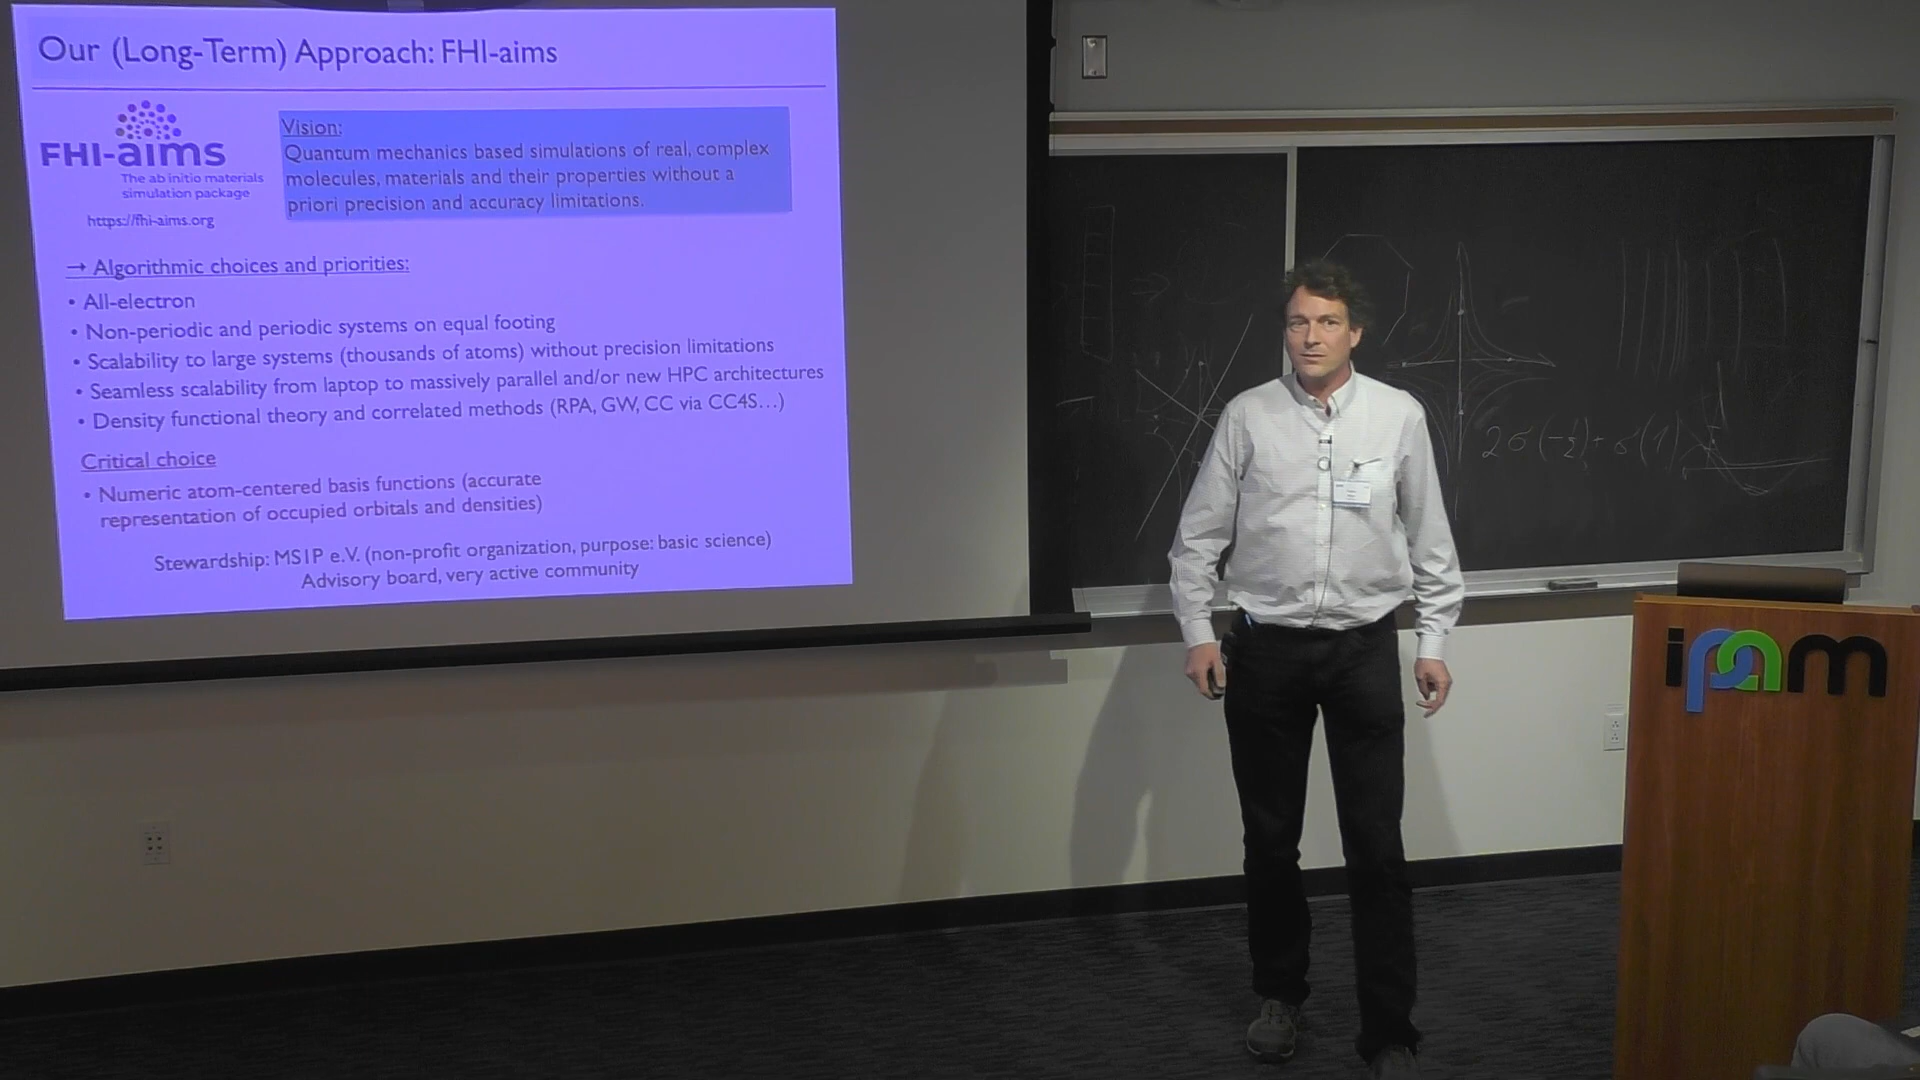 Our (Long-Term) Approach: FHI-aims
FHI-aims
The ab initio materials
simulation package
https://fhi-aims.org
Vision:
Quantum mechanics based simulations of real, complex
molecules, materials and their properties without a
priori precision and accuracy limitations.
→ Algorithmic choices and priorities:
• All-electron
• Non-periodic and periodic systems on equal footing
• Scalability to large systems (thousands of atoms) without precision limitations
• Seamless scalability from laptop to massively parallel and/or new HPC architectures
• Density functional theory and correlated methods (RPA, GW, CC via CC4S…)
Critical choice
• Numeric atom-centered basis functions (accurate
representation of occupied orbitals and densities)
Stewardship: MS1P e.V. (non-profit organization, purpose: basic science)
Advisory board, very active community
2σ(-½)+σ(1)
ipam